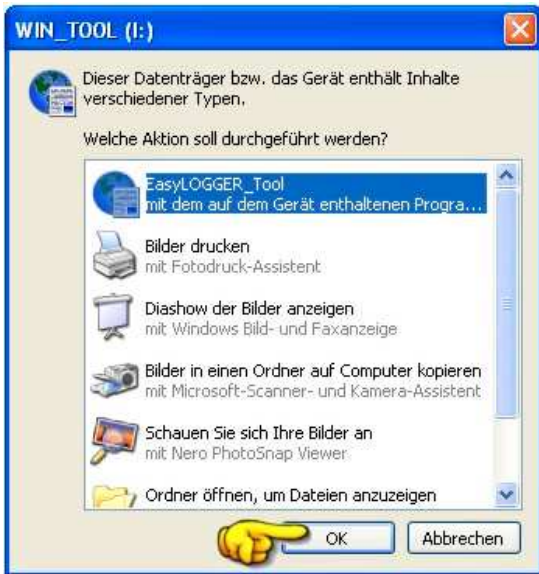 WIN_TOOL (I:)
Dieser Datenträger bzw. das Gerät enthält Inhalte
verschiedener Typen.
Welche Aktion soll durchgeführt werden?
EasyLOGGER_Tool
mit dem auf dem Gerät enthaltenen Progra...
Bilder drucken
mit Fotodruck-Assistent
Diashow der Bilder anzeigen
mit Windows Bild- und Faxanzeige
Bilder in einen Ordner auf Computer kopieren
mit Microsoft-Scanner- und Kamera-Assistent
Schauen Sie sich Ihre Bilder an
mit Nero PhotoSnap Viewer
Ordner öffnen, um Dateien anzuzeigen
OK Abbrechen